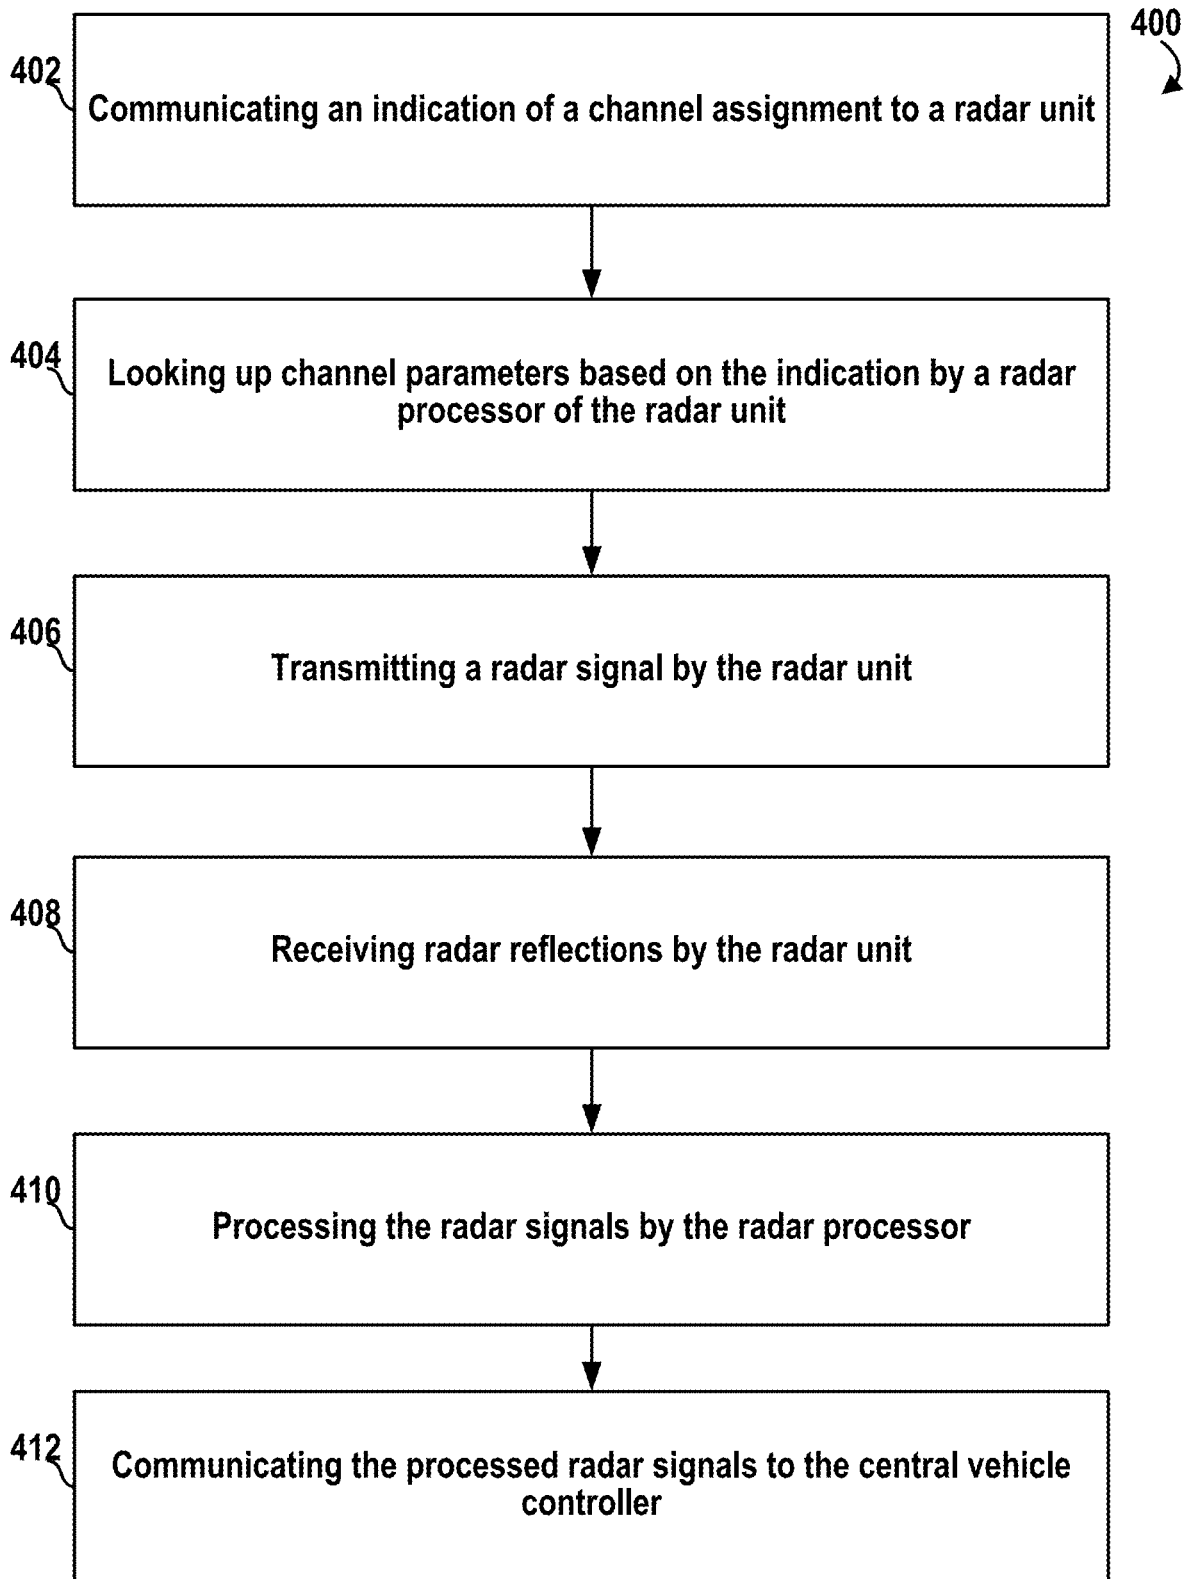 400
402
Communicating an indication of a channel assignment to a radar unit
404
Looking up channel parameters based on the indication by a radar
processor of the radar unit
406
Transmitting a radar signal by the radar unit
408
Receiving radar reflections by the radar unit
410
Processing the radar signals by the radar processor
412
Communicating the processed radar signals to the central vehicle
controller